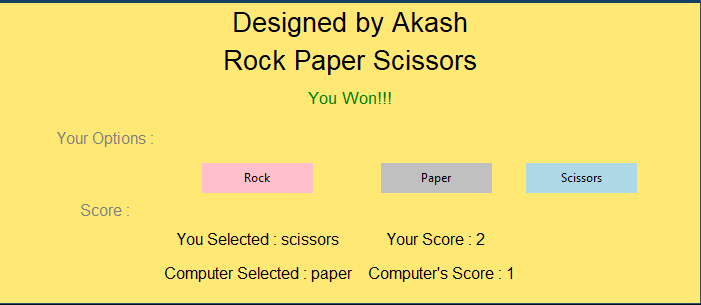 Designed by Akash
Rock Paper Scissors
You Won!!!
Your Options :
Rock Paper Scissors
Score :
You Selected : scissors Your Score : 2
Computer Selected : paper Computer's Score : 1